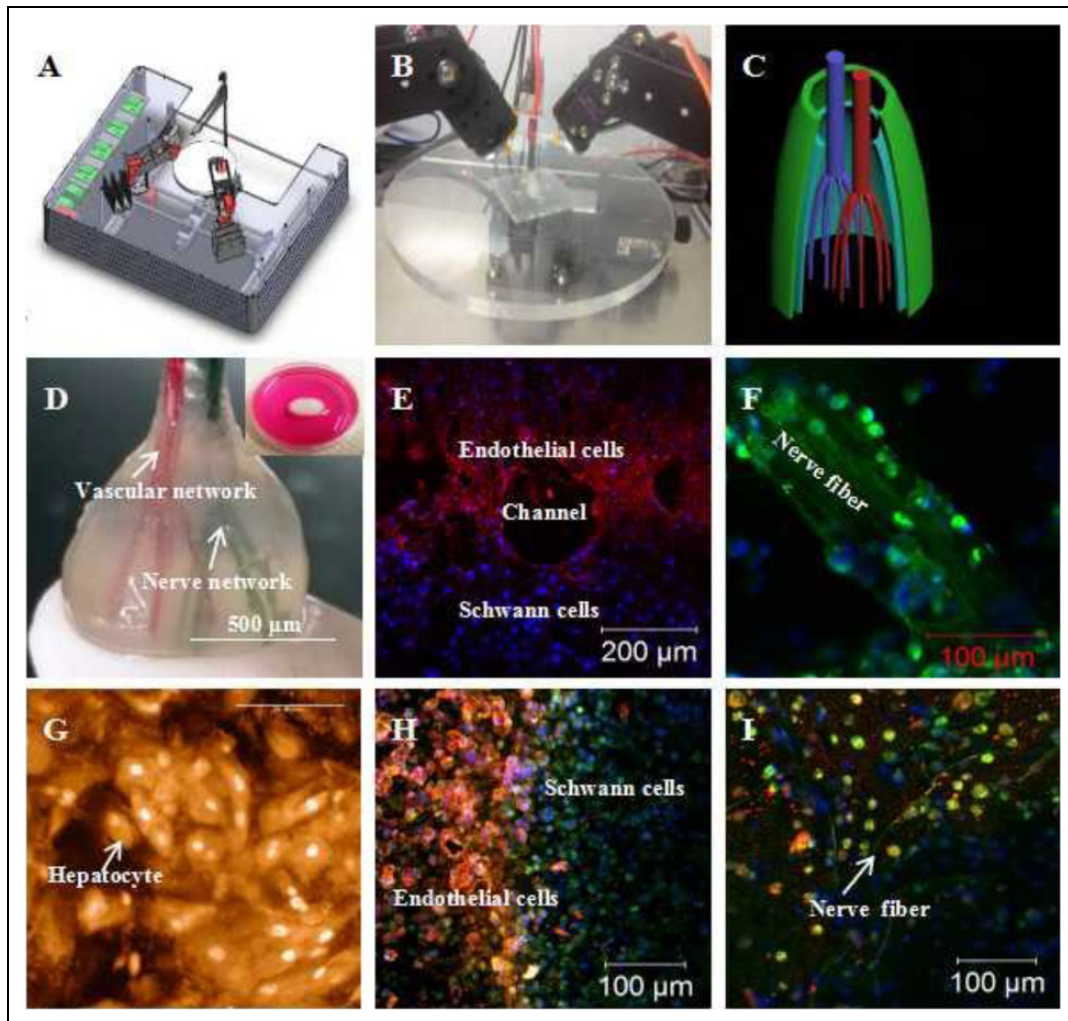 A
B
C
D
Vascular network
Nerve network
500 µm
E
Endothelial cells
Channel
Schwann cells
200 µm
F
Nerve fiber
100 µm
G
Hepatocyte
H
Schwann cells
Endothelial cells
100 µm
I
Nerve fiber
100 µm